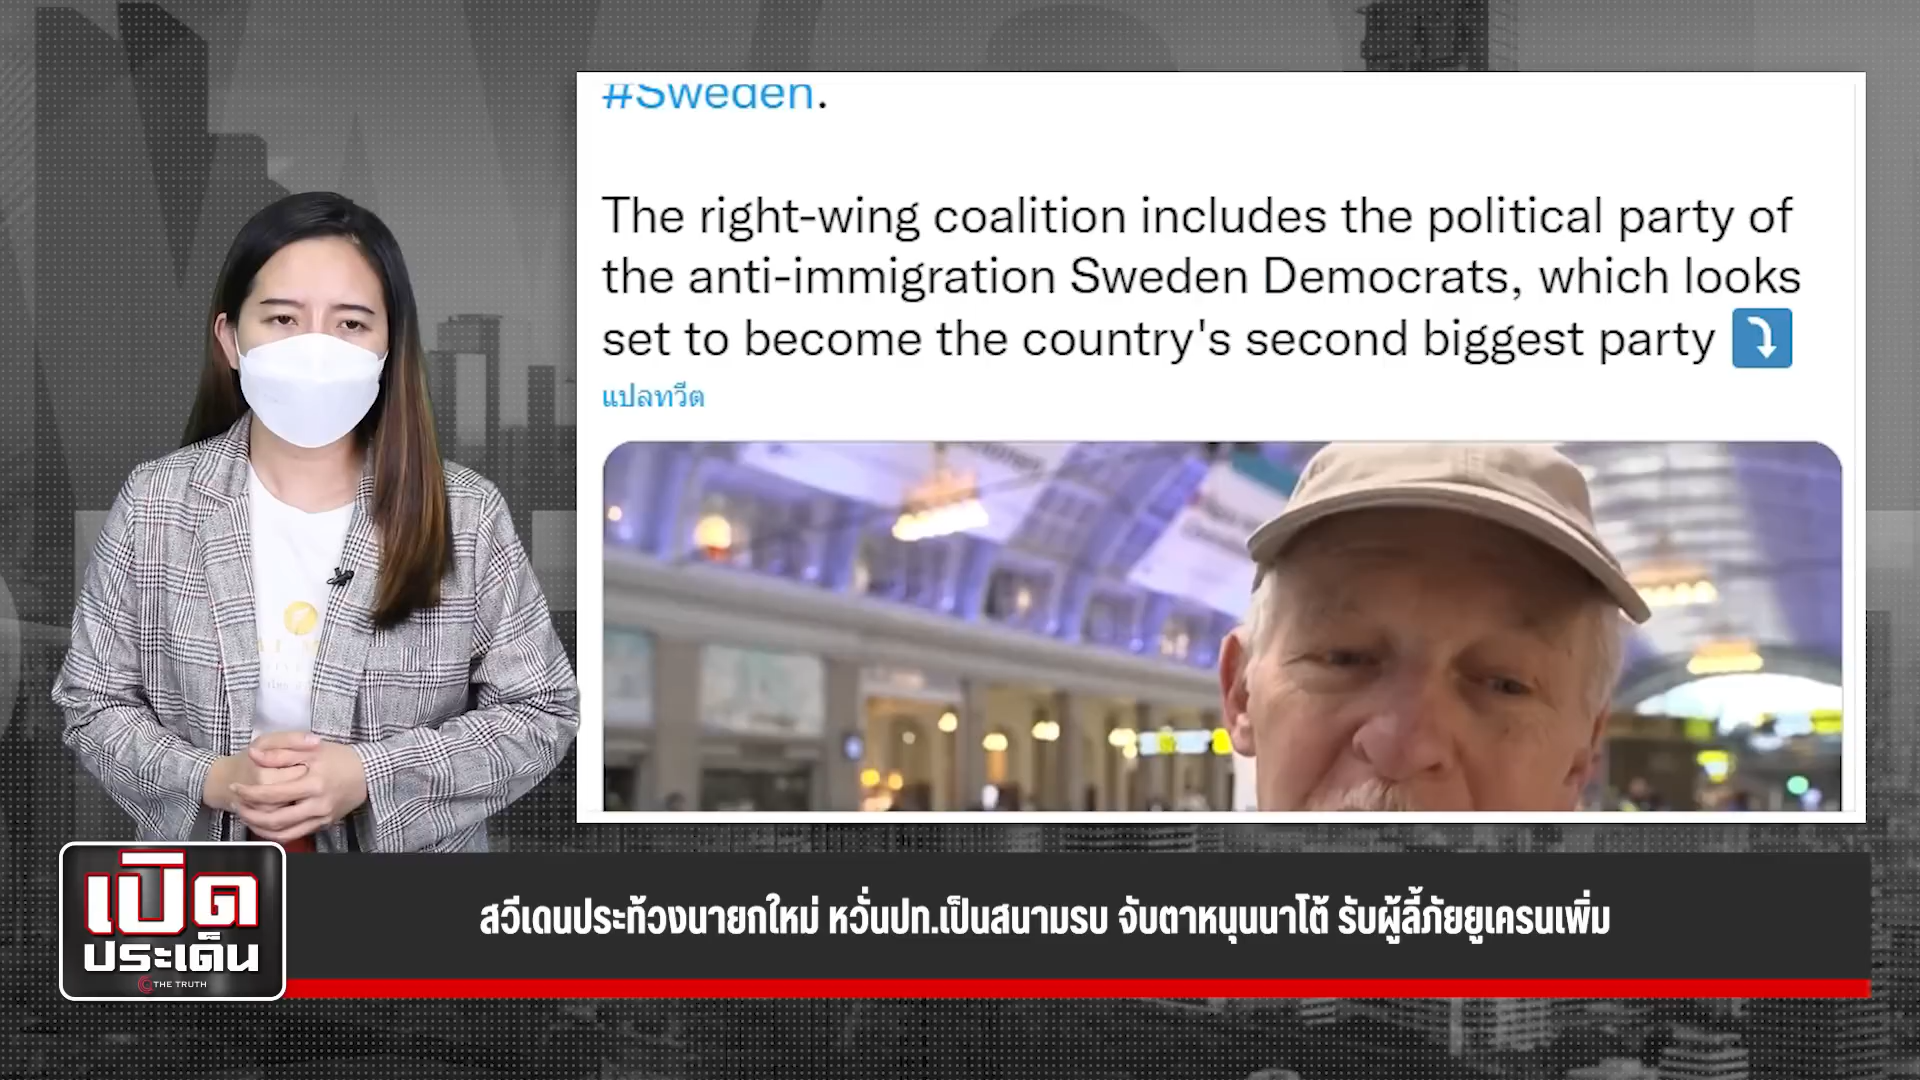 #Sweden.
The right-wing coalition includes the political party of
the anti-immigration Sweden Democrats, which looks
set to become the country's second biggest party
แปลทวีต
เปิด
ประเด็น
THE TRUTH
สวีเดนประท้วงนายกใหม่ หวั่นปท.เป็นสนามรบ จับตาหนุนนาโต้ รับผู้ลี้ภัยยูเครนเพิ่ม